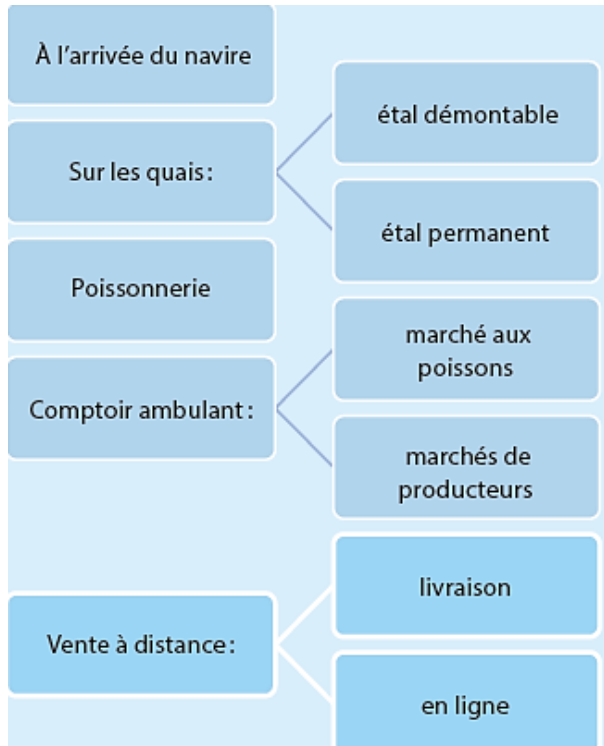 À l'arrivée du navire
Sur les quais :
étal démontable
étal permanent
Poissonnerie
Comptoir ambulant :
marché aux
poissons
marchés de
producteurs
Vente à distance :
livraison
en ligne